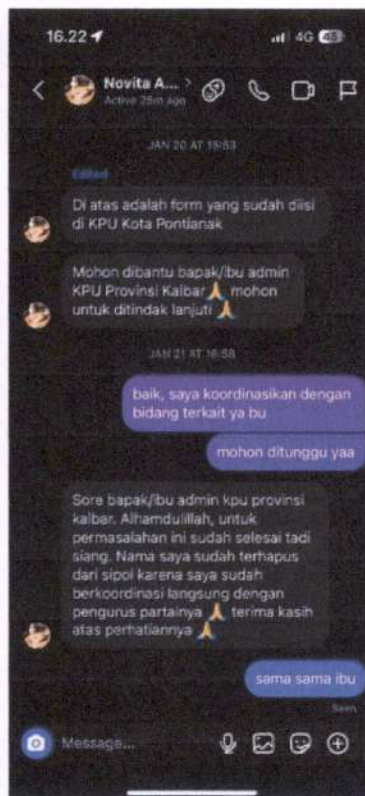 16.22
4G 43
Novita A... >
Active 25m ago
JAN 20 AT 15:53
Edited
Di atas adalah form yang sudah diisi
di KPU Kota Pontianak
Mohon dibantu bapak/ibu admin
KPU Provinsi Kalbar🙏 mohon
untuk ditindak lanjuti 🙏
JAN 21 AT 16:58
baik, saya koordinasikan dengan
bidang terkait ya bu
mohon ditunggu yaa
Sore bapak/ibu admin kpu provinsi
kalbar. Alhamdulillah, untuk
permasalahan ini sudah selesai tadi
siang. Nama saya sudah terhapus
dari sipol karena saya sudah
berkoordinasi langsung dengan
pengurus partainya 🙏 terima kasih
atas perhatiannya 🙏
sama sama ibu
Seen
Message...